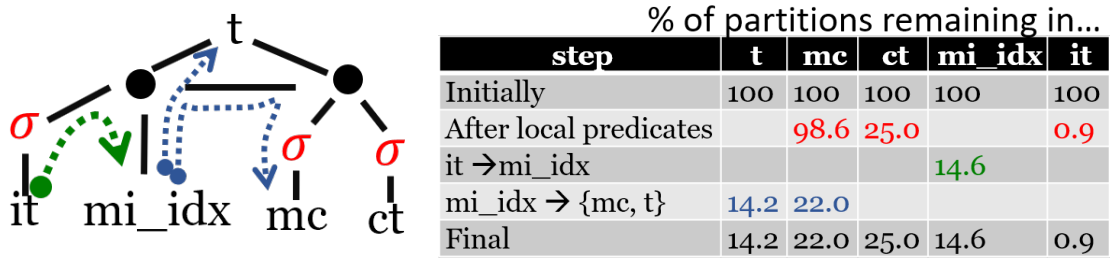 t
σ
σ
σ
it
mi_idx
mc
ct
% of partitions remaining in...
step t mc ct mi_idx it
Initially 100 100 100 100 100
After local predicates 98.6 25.0 0.9
it →mi_idx 14.6
mi_idx → {mc, t} 14.2 22.0
Final 14.2 22.0 25.0 14.6 0.9